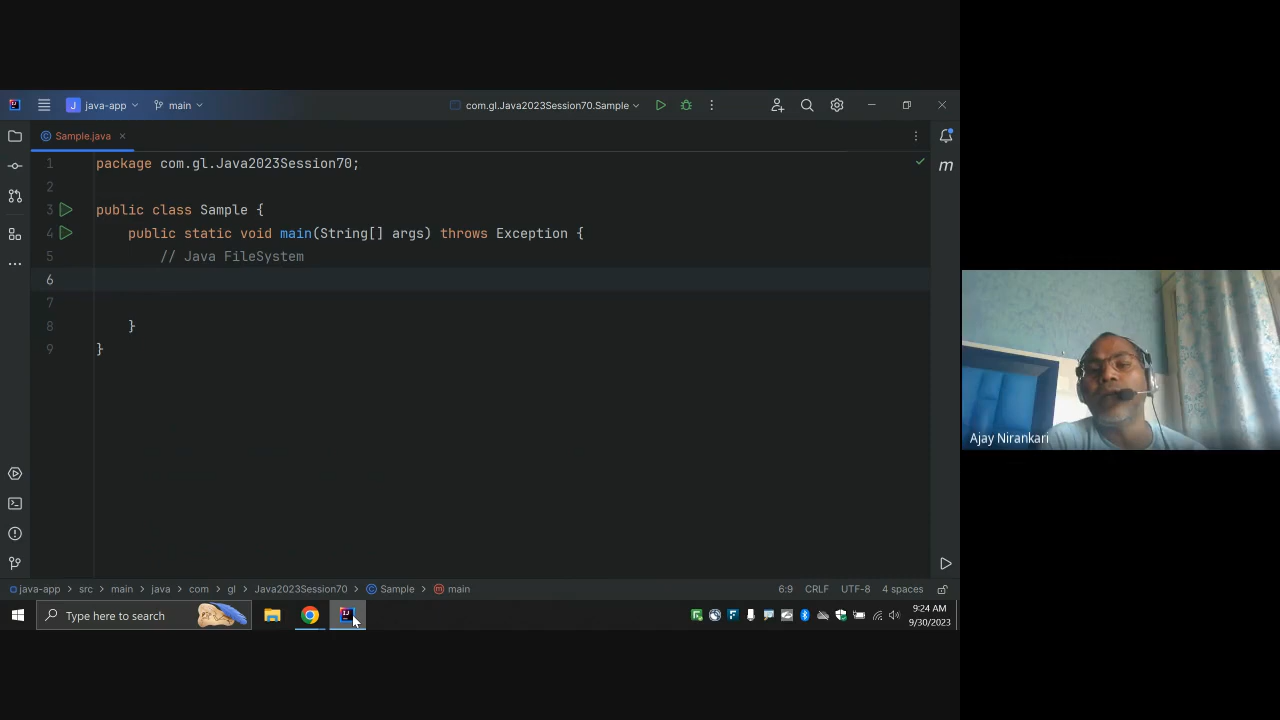 J java-app main com.gl.Java2023Session70.Sample
Sample.java
1 package com.gl.Java2023Session70;
2
3 public class Sample {
4 public static void main(String[] args) throws Exception {
5 // Java FileSystem
6
7
8 }
9 }
m
Ajay Nirankari
java-app > src > main > java > com > gl > Java2023Session70 > Sample > main 6:9 CRLF UTF-8 4 spaces
Type here to search
9:24 AM
9/30/2023